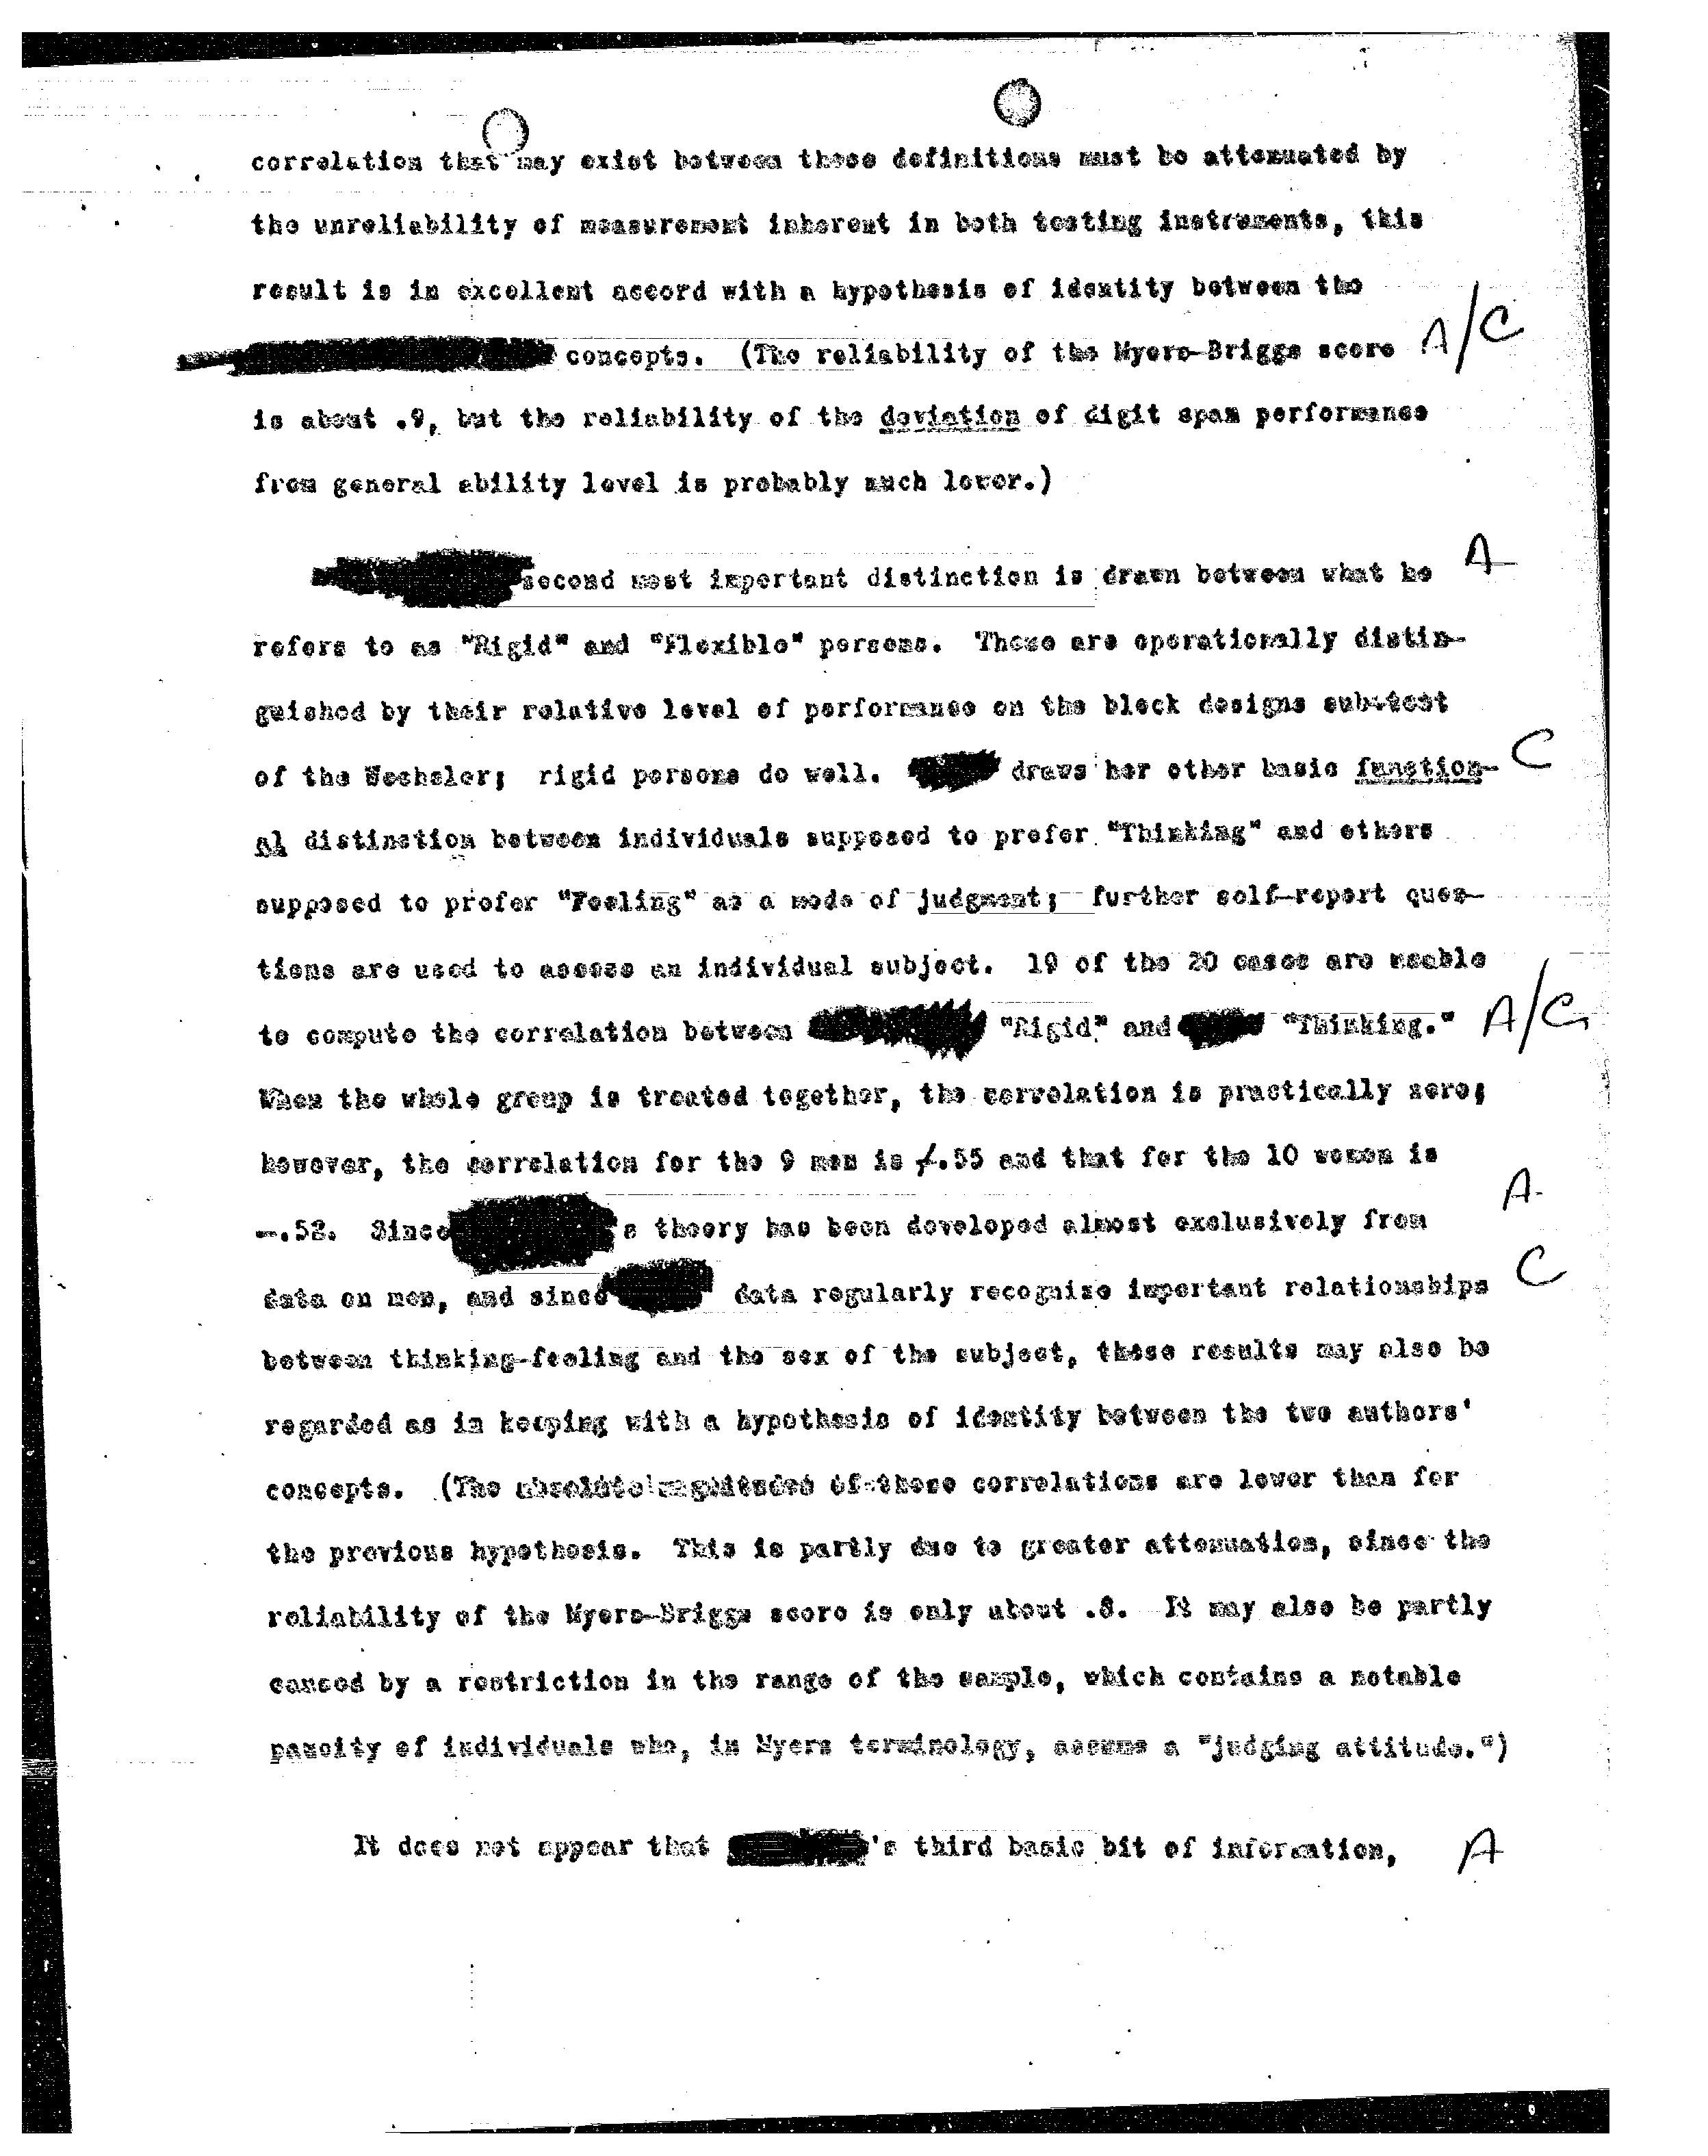 correlation that may exist between these definitions must be attenuated by
the unreliability of measurement inherent in both testing instruments, this
result is in excellent accord with a hypothesis of identity between the
concepts. (The reliability of the Myers-Briggs score A/C
is about .9, but the reliability of the deviation of digit span performance
from general ability level is probably much lower.)
second most important distinction is drawn between what he A
refers to as "Rigid" and "Flexible" persons. These are operationally distin-
guished by their relative level of performance on the block designs sub-test
of the Wechsler; rigid persons do well. draws her other basic function- C
al distinction between individuals supposed to prefer "Thinking" and others
supposed to prefer "Feeling" as a mode of judgment; further self-report ques-
tions are used to assess an individual subject. 19 of the 20 cases are usable
to compute the correlation between "Rigid" and "Thinking." A/C
When the whole group is treated together, the correlation is practically zero;
however, the correlation for the 9 men is +.55 and that for the 10 women is
-.52. Since 's theory has been developed almost exclusively from A
data on men, and since data regularly recognize important relationships C
between thinking-feeling and the sex of the subject, these results may also be
regarded as in keeping with a hypothesis of identity between the two authors'
concepts. (The absolute magnitudes of these correlations are lower than for
the previous hypothesis. This is partly due to greater attenuation, since the
reliability of the Myers-Briggs score is only about .8. It may also be partly
caused by a restriction in the range of the sample, which contains a notable
paucity of individuals who, in Myers terminology, assume a "judging attitude.")
It does not appear that 's third basic bit of information, A